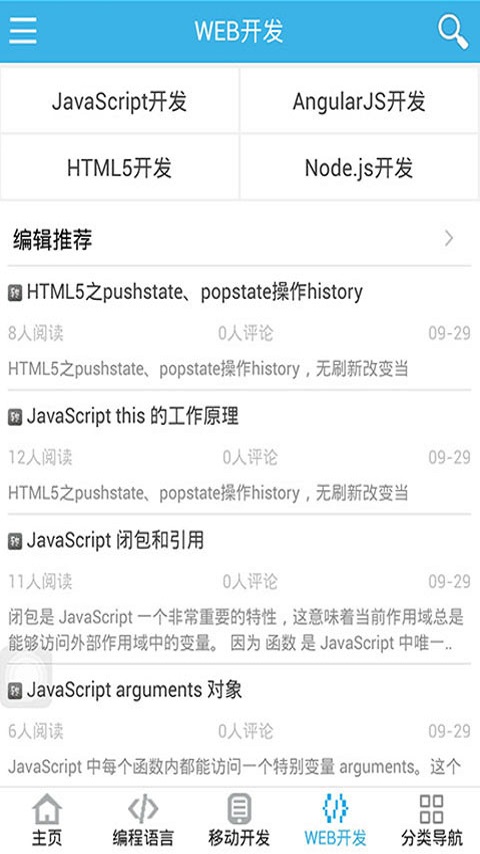 WEB开发
JavaScript开发
AngularJS开发
HTML5开发
Node.js开发
编辑推荐
HTML5之pushstate、popstate操作history
8人阅读
0人评论
09-29
HTML5之pushstate、popstate操作history，无刷新改变当
JavaScript this 的工作原理
12人阅读
0人评论
09-29
HTML5之pushstate、popstate操作history，无刷新改变当
JavaScript 闭包和引用
11人阅读
0人评论
09-29
闭包是 JavaScript 一个非常重要的特性，这意味着当前作用域总是
能够访问外部作用域中的变量。 因为 函数 是 JavaScript 中唯一..
JavaScript arguments 对象
6人阅读
0人评论
09-29
JavaScript 中每个函数内都能访问一个特别变量 arguments。这个
主页
编程语言
移动开发
WEB开发
分类导航